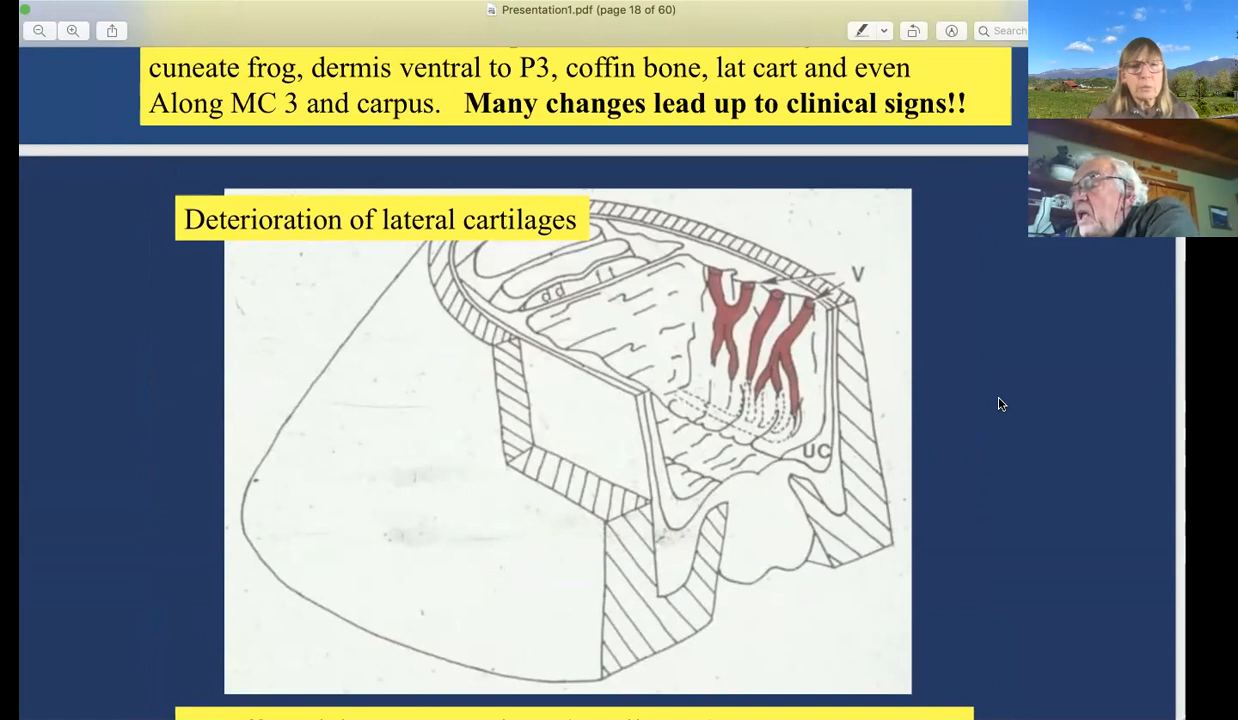 Presentation1.pdf (page 18 of 60)
Search
cuneate frog, dermis ventral to P3, coffin bone, lat cart and even
Along MC 3 and carpus. Many changes lead up to clinical signs!!
Deterioration of lateral cartilages
V
UC